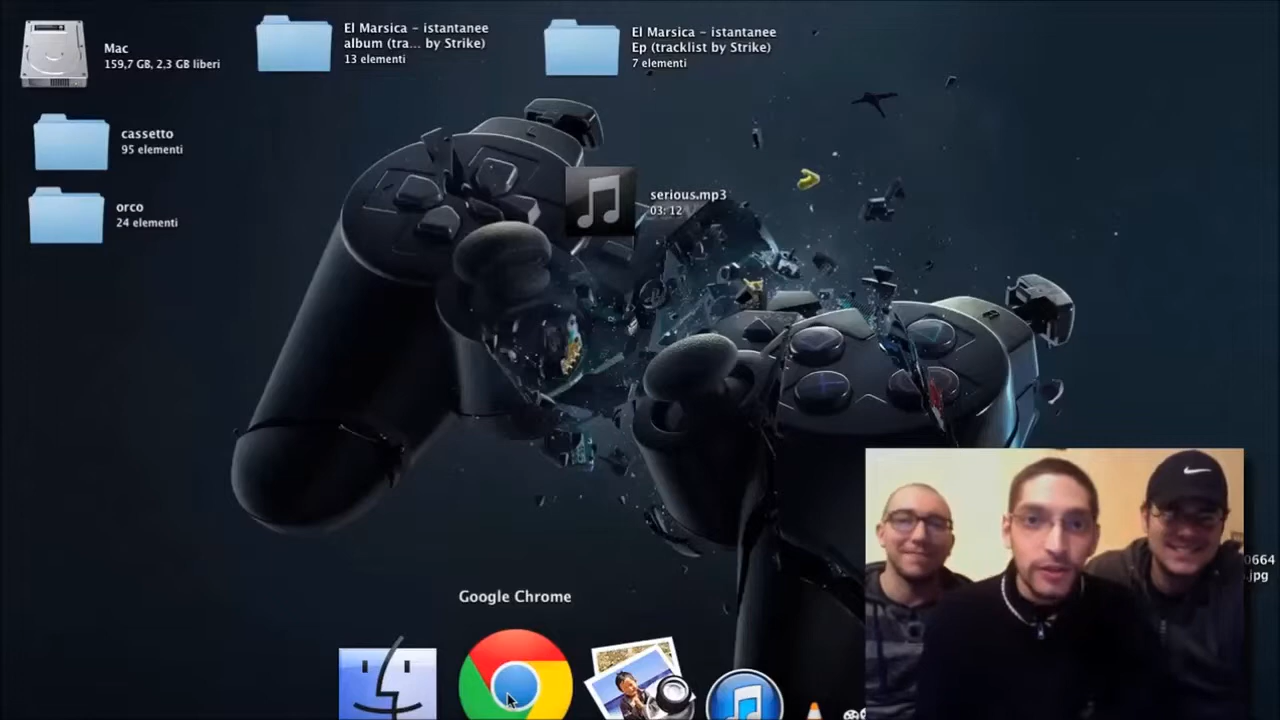 Mac
159,7 GB, 2,3 GB liberi
El Marsica - istantanee
album (tra... by Strike)
13 elementi
El Marsica - istantanee
Ep (tracklist by Strike)
7 elementi
cassetto
95 elementi
orco
24 elementi
serious.mp3
03:12
0664
.jpg
Google Chrome